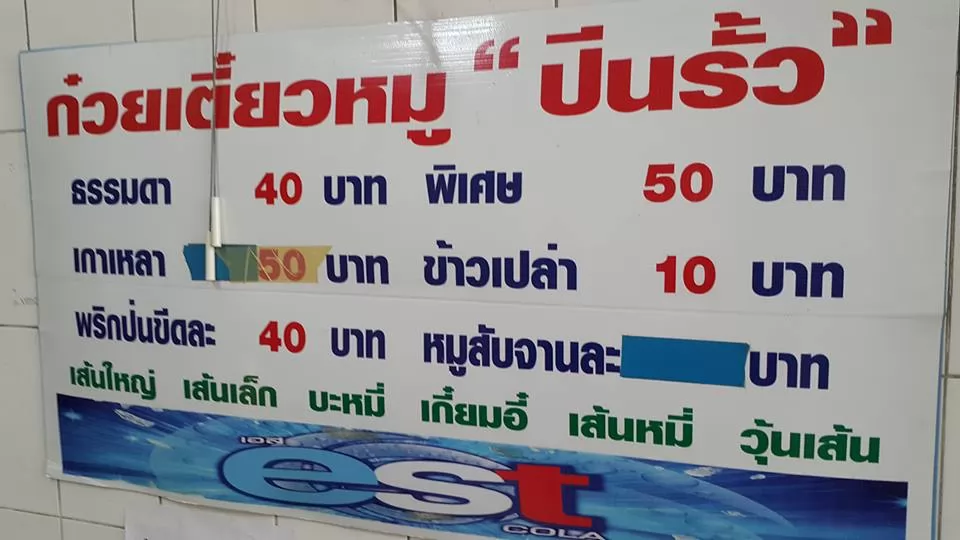 ก๋วยเตี๋ยวหมู “ปีนรั้ว”
ธรรมดา 40 บาท พิเศษ 50 บาท
เกาเหลา 50 บาท ข้าวเปล่า 10 บาท
พริกป่นขีดละ 40 บาท หมูสับจานละ บาท
เส้นใหญ่ เส้นเล็ก บะหมี่ เกี้ยมอี๋ เส้นหมี่ วุ้นเส้น
เอส
est
COLA